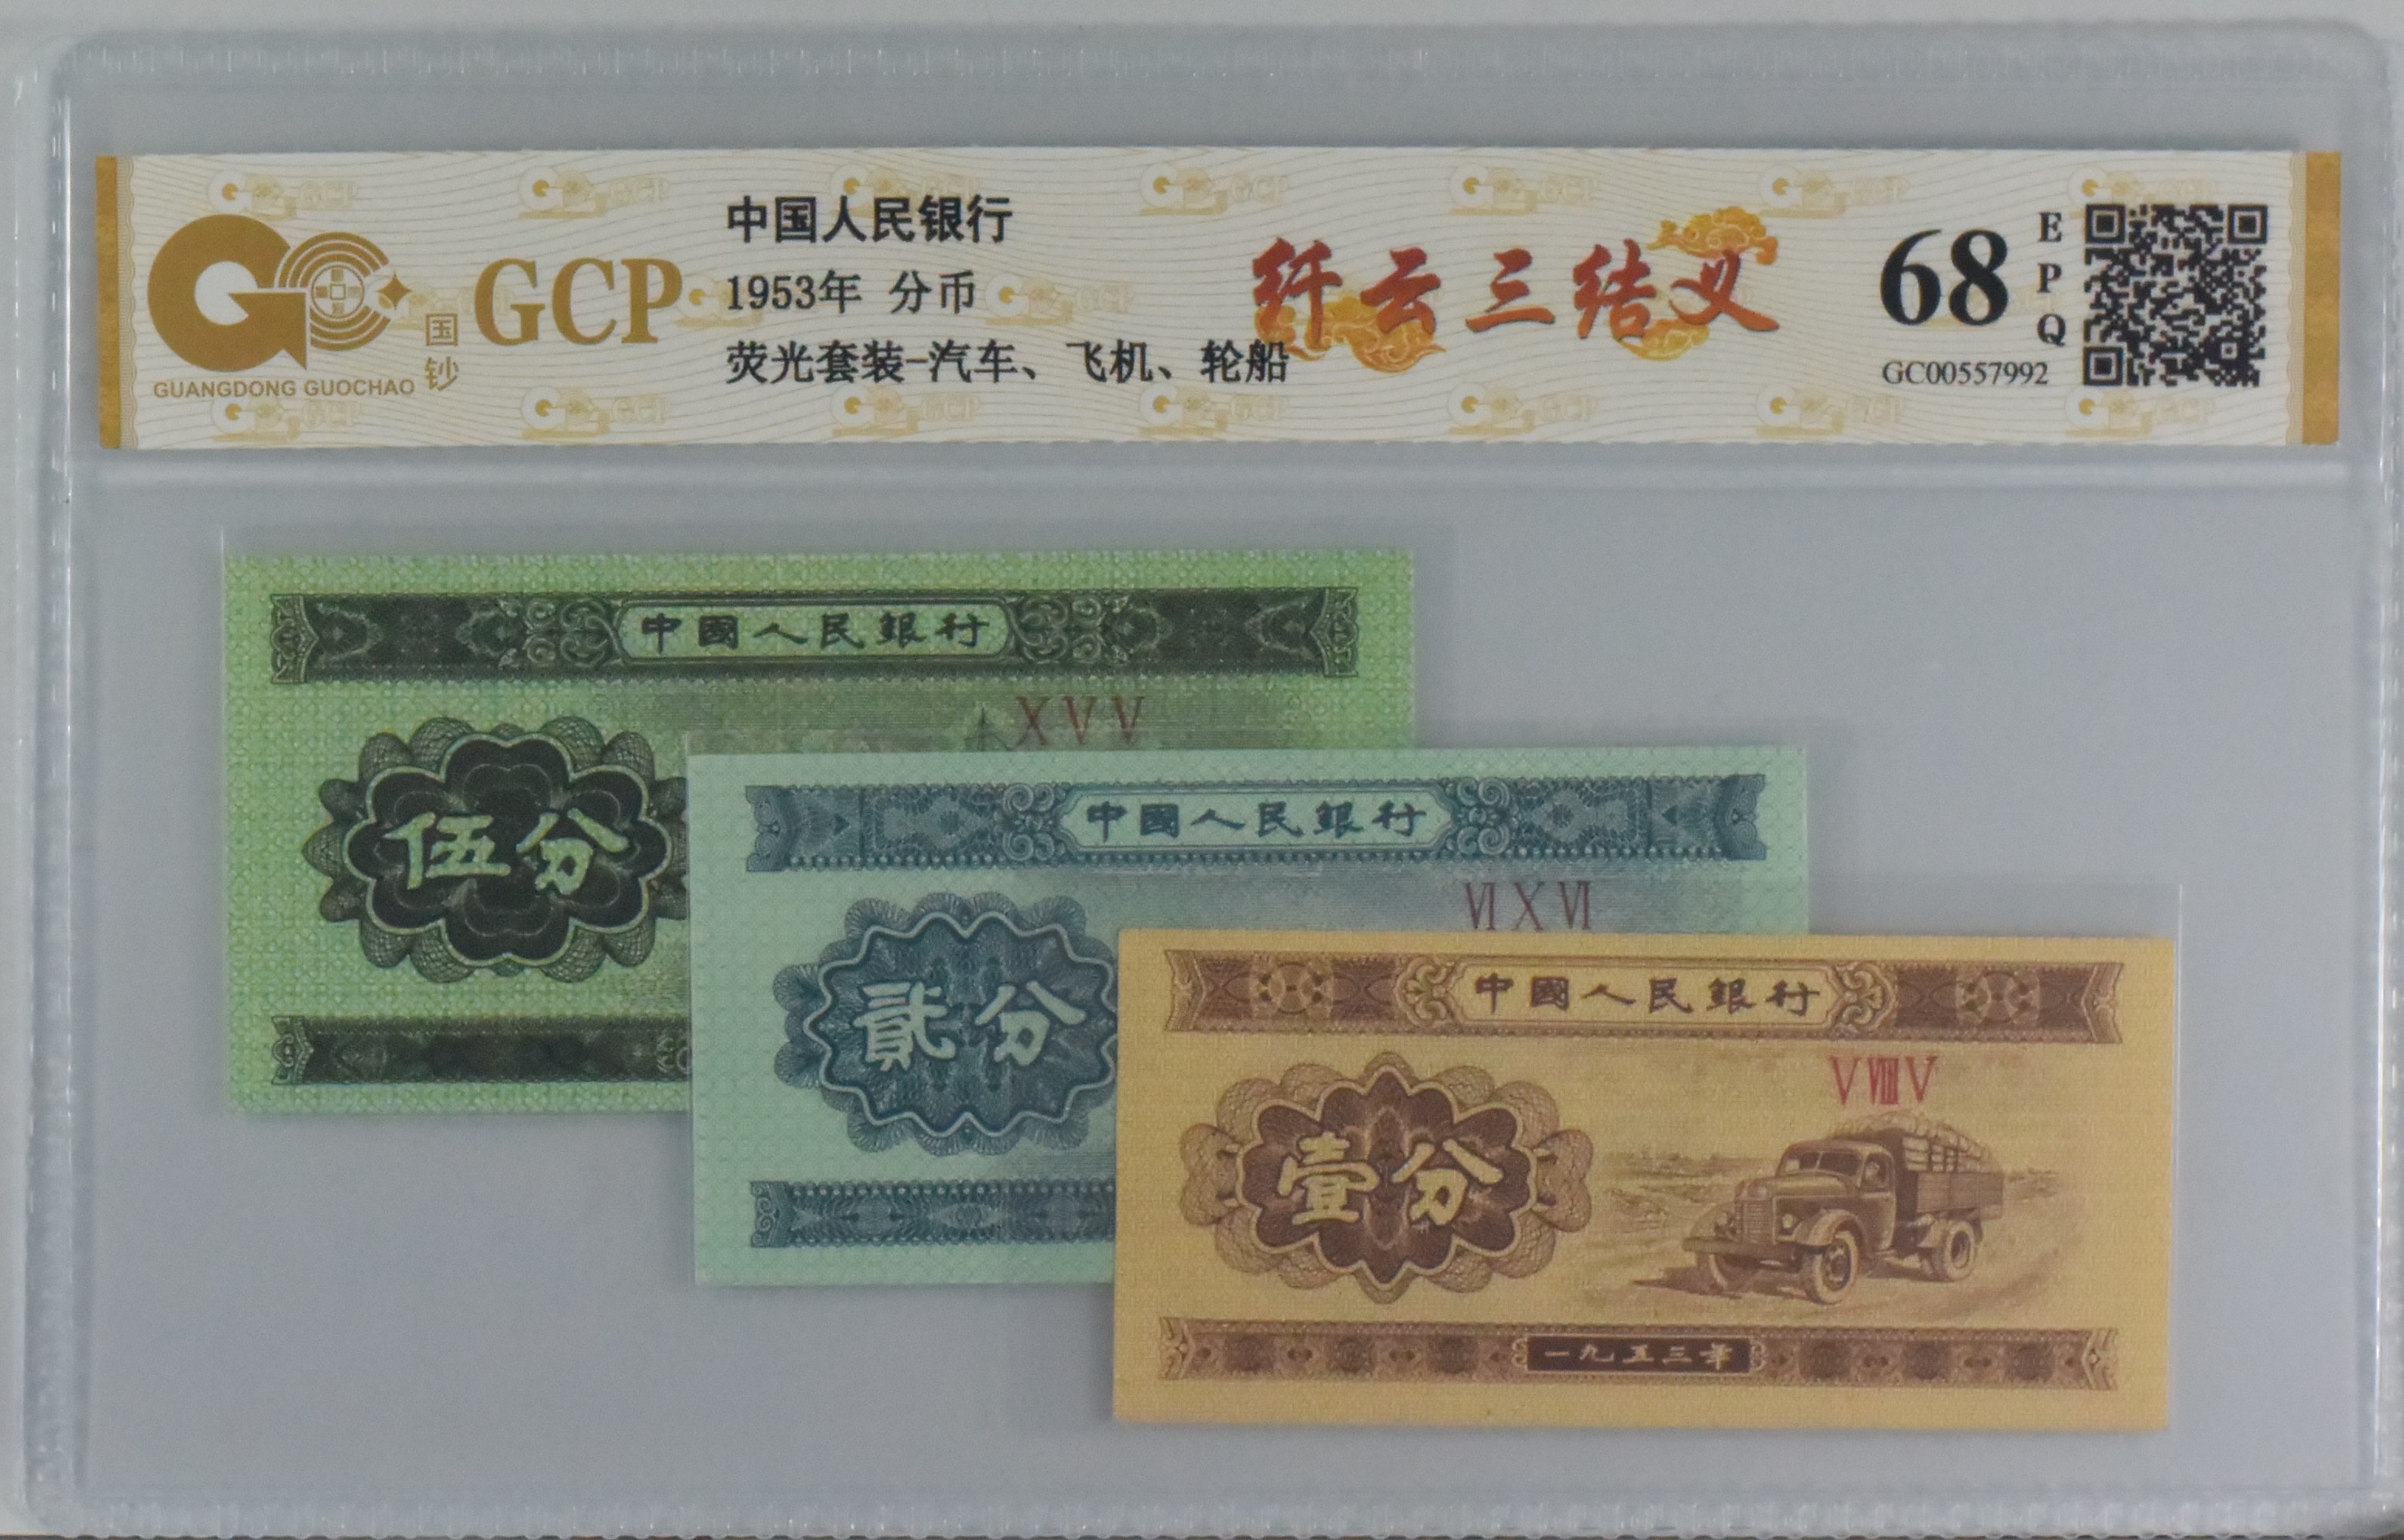 GCP
国钞
GUANGDONG GUOCHAO
中国人民银行
1953年 分币
荧光套装-汽车、飞机、轮船
纤云三结义
68
EPQ
GC00557992
中國人民銀行
XVV
伍分
中國人民銀行
VIXVI
貳分
中國人民銀行
VVIIIV
壹分
一九五三年